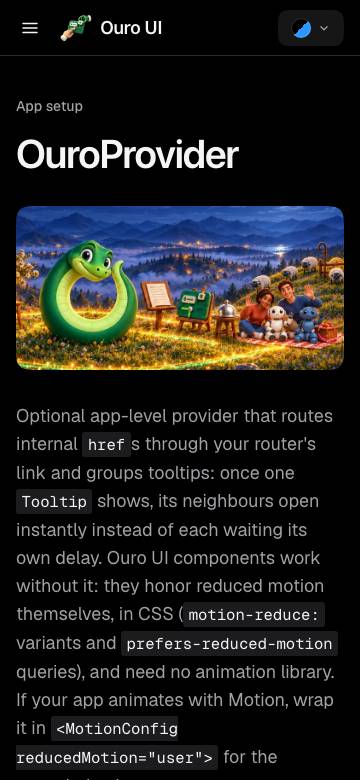 Ouro UI
App setup
OuroProvider
Optional app-level provider that routes
internal hrefs through your router's
link and groups tooltips: once one
Tooltip shows, its neighbours open
instantly instead of each waiting its
own delay. Ouro UI components work
without it: they honor reduced motion
themselves, in CSS (motion-reduce:
variants and prefers-reduced-motion
queries), and need no animation library.
If your app animates with Motion, wrap
it in <MotionConfig
reducedMotion="user"> for the